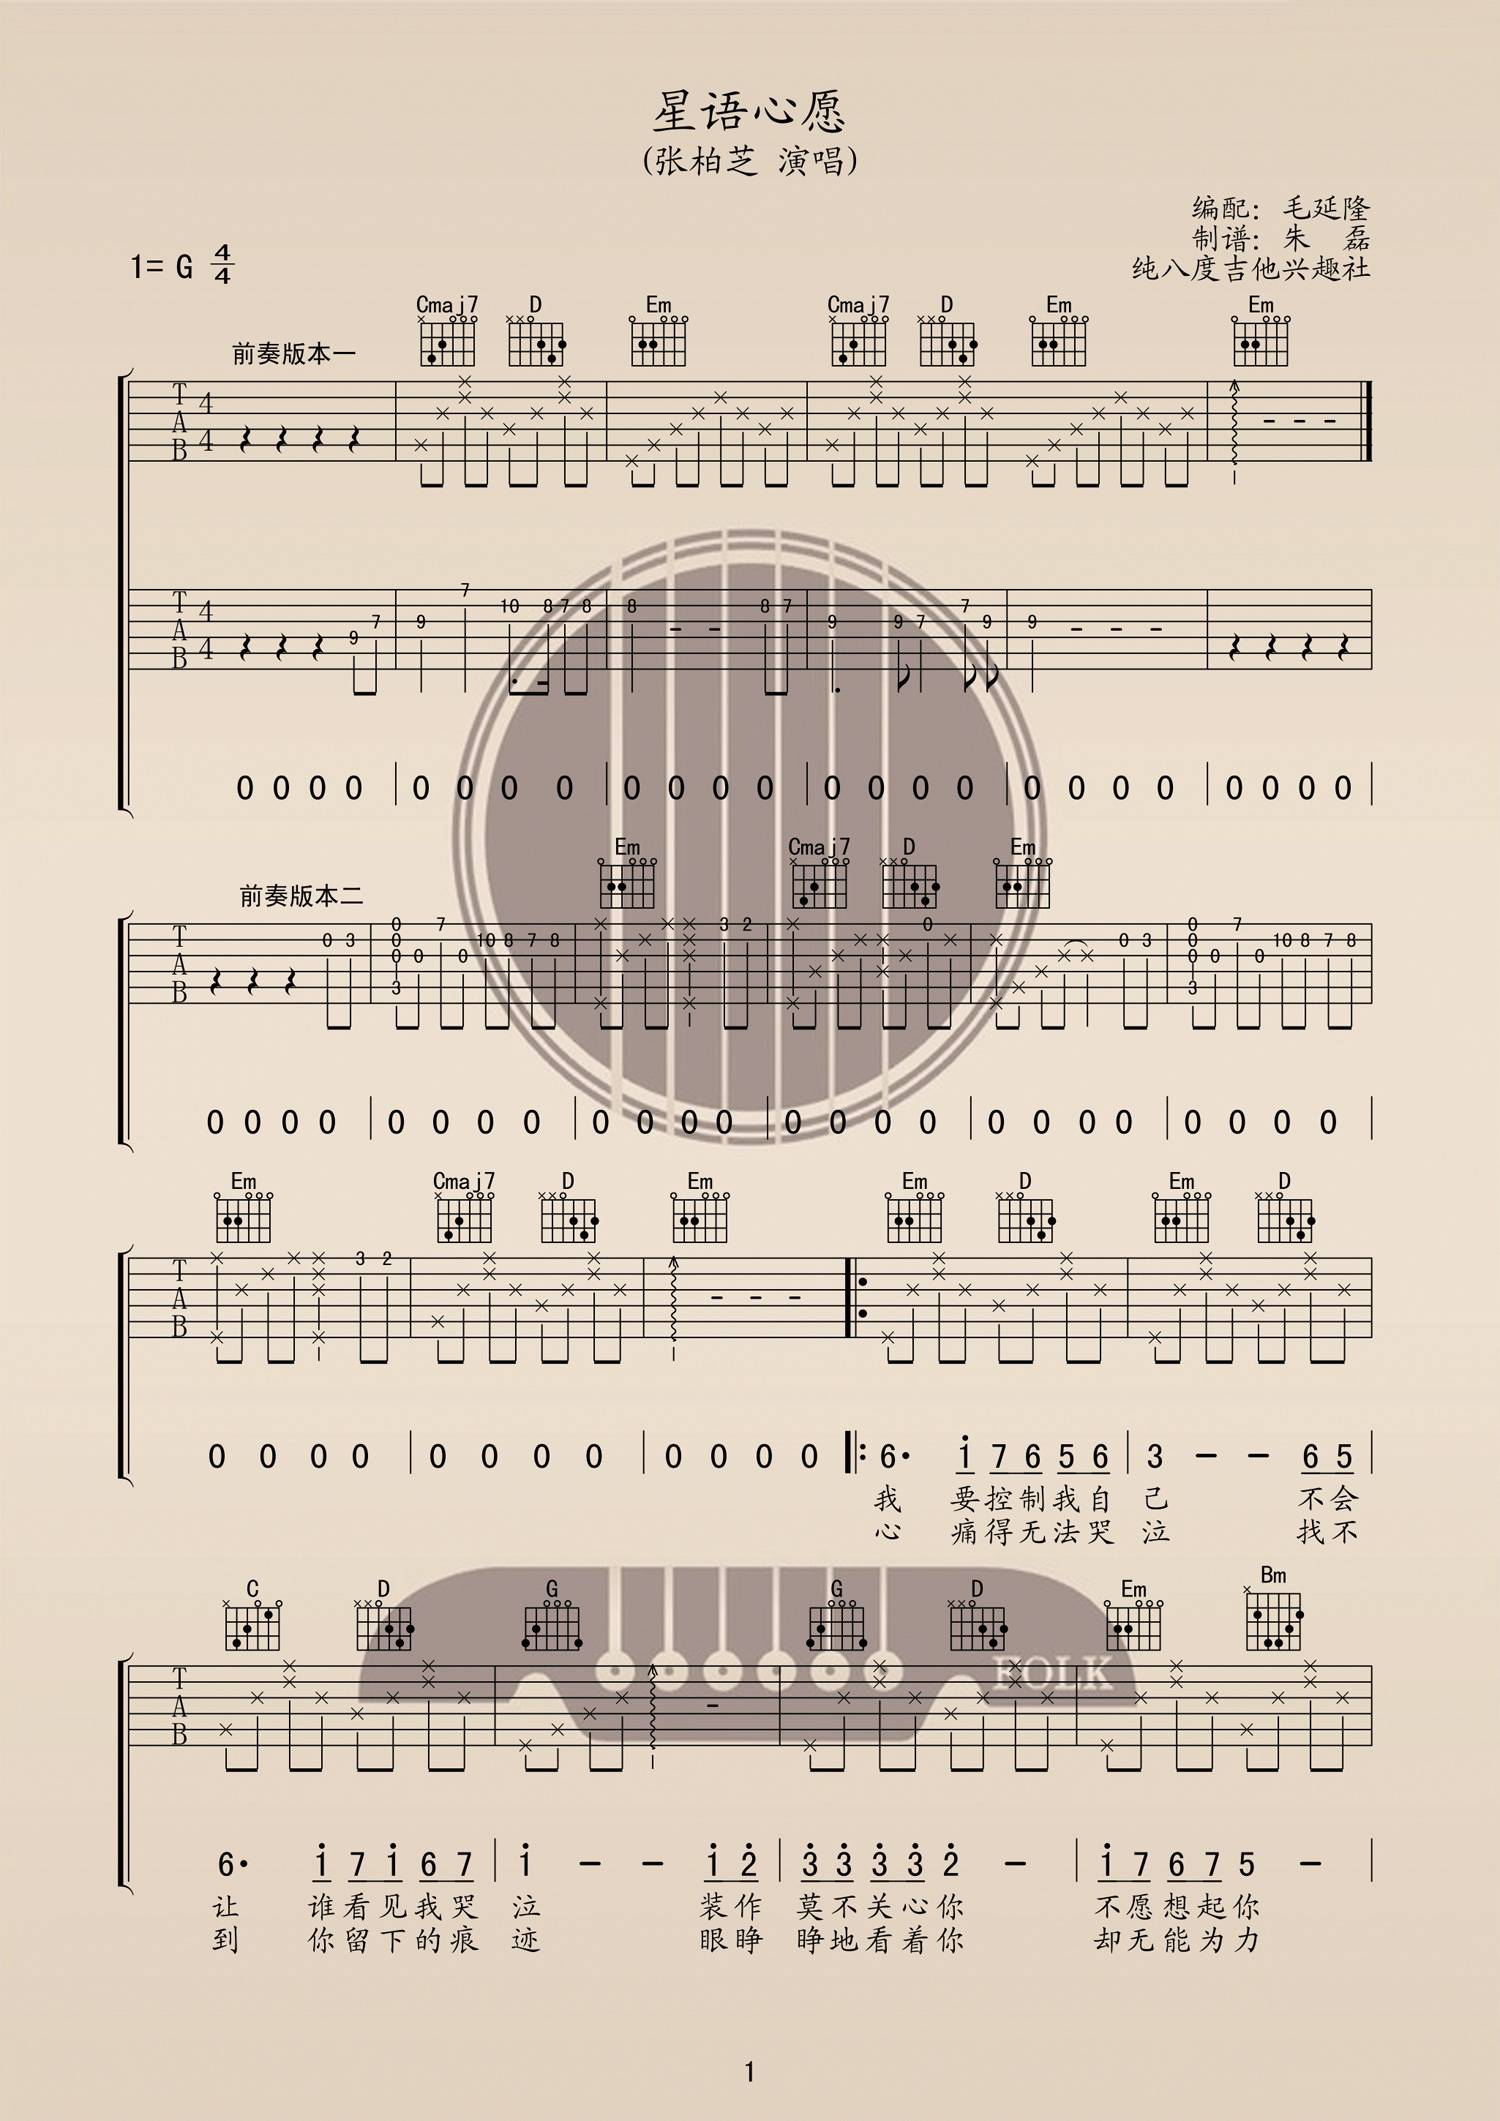 星语心愿
(张柏芝 演唱)
编配: 毛延隆
制谱: 朱 磊
纯八度吉他兴趣社
1= G 4/4
Cmaj7 D Em Cmaj7 D Em Em
前奏版本一
T A B 4 4
7 10 8 7 8 8 8 7 7
9 7 9 9 9 7 9 9
T A B 4 4
0 0 0 0 0 0 0 0 0 0 0 0 0 0 0 0 0 0 0 0 0 0 0 0
Em Cmaj7 D Em
前奏版本二
T A B
0 3 0 0 0 3 0 7 0 10 8 7 8 3 2 0 0 3 0 0 0 3 0 7 0 10 8 7 8
0 0 0 0 0 0 0 0 0 0 0 0 0 0 0 0 0 0 0 0 0 0 0 0
Em Cmaj7 D Em Em D Em D
T A B 3 2
0 0 0 0 0 0 0 0 0 0 0 0 6· 1 7 6 5 6 3 – – 6 5
我 要控制我自 己 不会
心 痛得无法哭 泣 找不
C D G G D Em Bm
FOLK
T A B
6· 1 7 1 6 7 1 – – 1 2 3 3 3 3 2 – 1 7 6 7 5 –
让 谁看见我哭 泣 装作 莫不关心你 不愿想起你
到 你留下的痕 迹 眼睁 睁地看着你 却无能为力
1